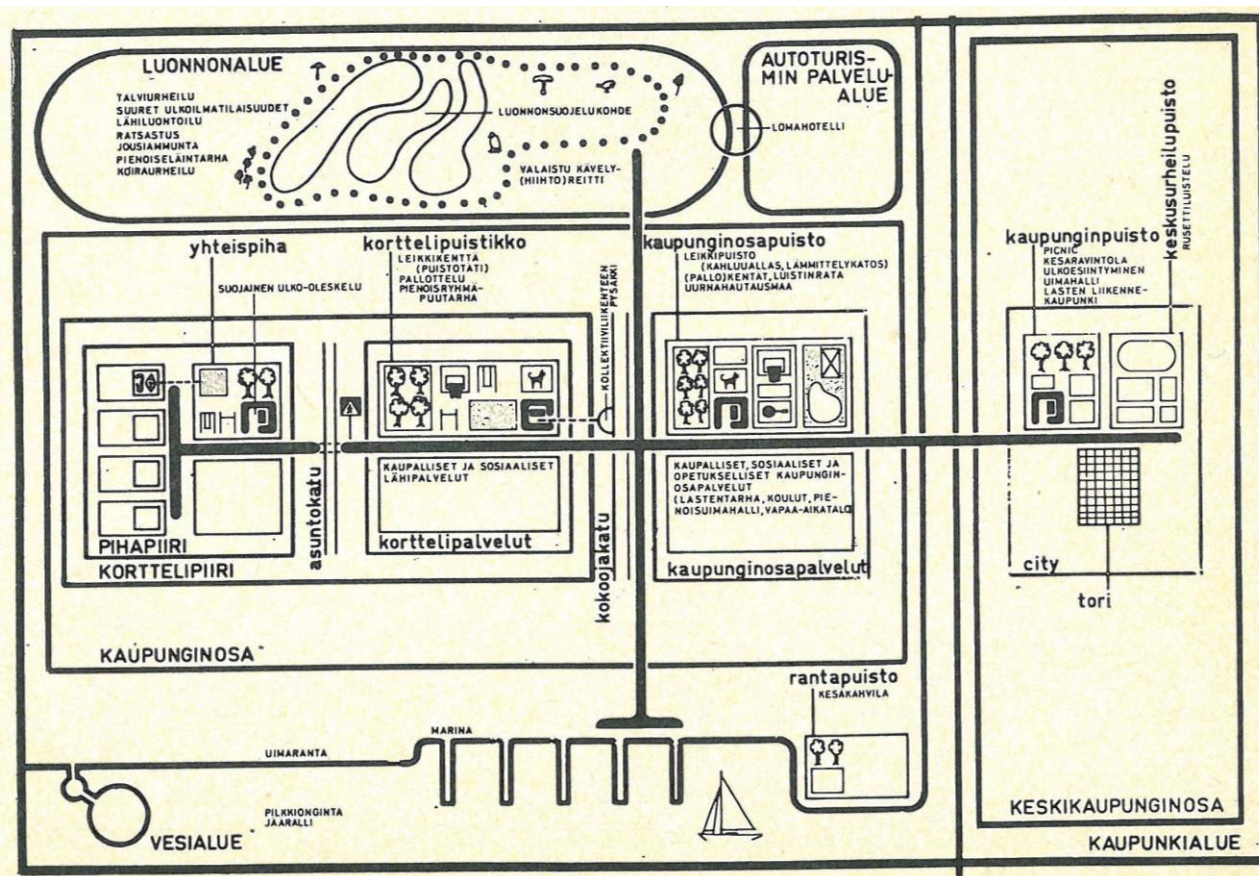 LUONNONALUE
TALVIURHEILU
SUURET ULKOILMATILAISUUDET
LÄHILUONTOILU
RATSASTUS
JOUSIAMMUNTA
PIENOISELÄINTARHA
KOIRAURHEILU
LUONNONSUOJELUKOHDE
VALAISTU KÄVELY-
(HIIHTO)REITTI
AUTOTURIS-
MIN PALVELU-
ALUE
LOMAHOTELLI
yhteispiha
SUOJAINEN ULKO-OLESKELU
korttelipuistikko
LEIKKIKENTTÄ
(PUISTOTÄTI)
PALLOTTELU
PIENOISRYHMÄ-
PUUTARHA
KOLLEKTIIVILIIKENTEEN
PYSÄKKI
kaupunginosapuisto
LEIKKIPUISTO
(KAHLUUALLAS, LÄMMITTELYKATOS)
(PALLO)KENTÄT, LUISTINRATA
UURNAHAUTAUSMAA
kaupunginpuisto
PICNIC
KESÄRAVINTOLA
ULKOESIINTYMINEN
UIMAHALLI
LASTEN LIIKENNE-
KAUPUNKI
keskusurheilupuisto
RUSETTILUISTELU
KAUPALLISET JA SOSIAALISET
LÄHIPALVELUT
korttelipalvelut
KAUPALLISET, SOSIAALISET JA
OPETUKSELLISET KAUPUNGIN-
OSAPALVELUT
(LASTENTARHA, KOULUT, PIE-
NOISUIMAHALLI, VAPAA-AIKATALO
kaupunginosapalvelut
PIHAPIIRI
KORTTELIPIIRI
asuntokatu
kokoojakatu
KAUPUNGINOSA
city
tori
rantapuisto
KESÄKAHVILA
MARINA
UIMARANTA
PILKKIONGINTA
JÄÄRALLI
VESIALUE
KESKIKAUPUNGINOSA
KAUPUNKIALUE